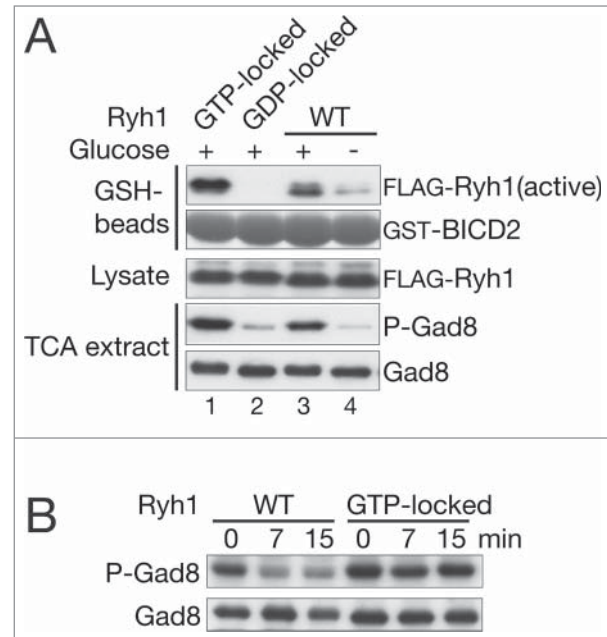 A
GTP-locked
GDP-locked
Ryh1 WT
Glucose + + + -
GSH-beads
FLAG-Ryh1(active)
GST-BICD2
Lysate FLAG-Ryh1
TCA extract
P-Gad8
Gad8
1 2 3 4
B
Ryh1 WT GTP-locked
0 7 15 0 7 15 min
P-Gad8
Gad8